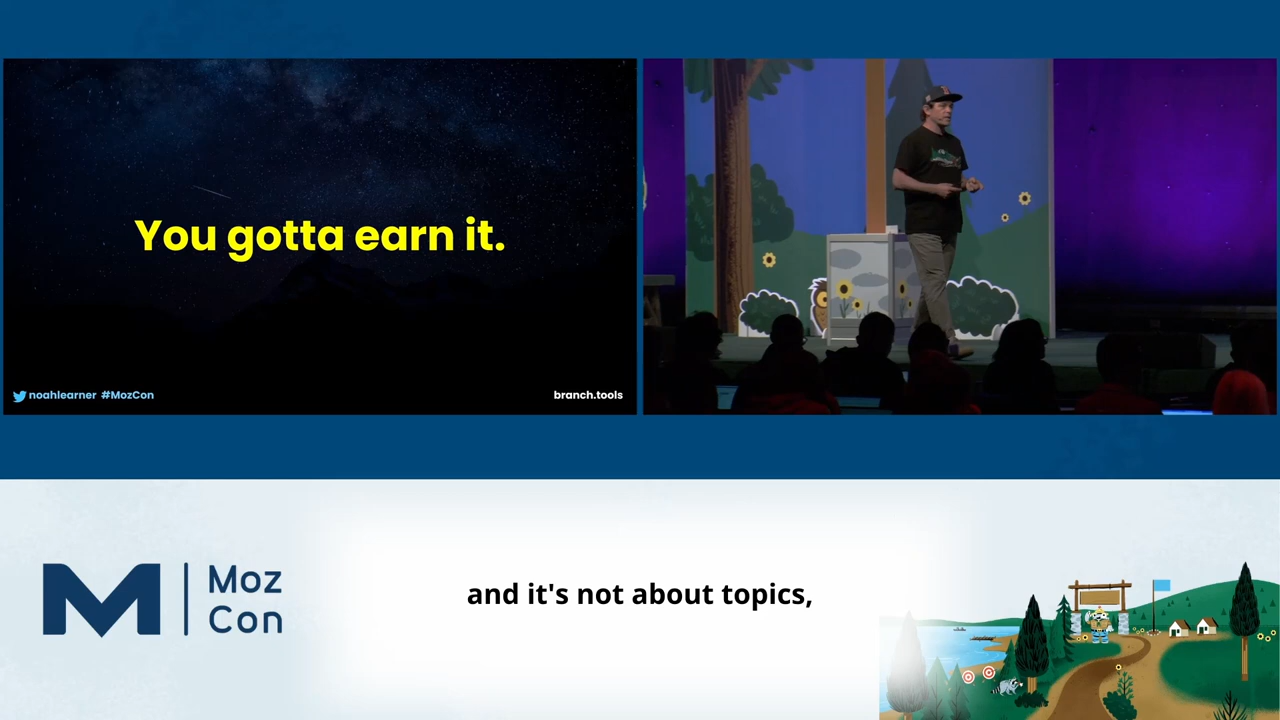 You gotta earn it.
noahlearner #MozCon
branch.tools
Moz
Con
and it's not about topics,